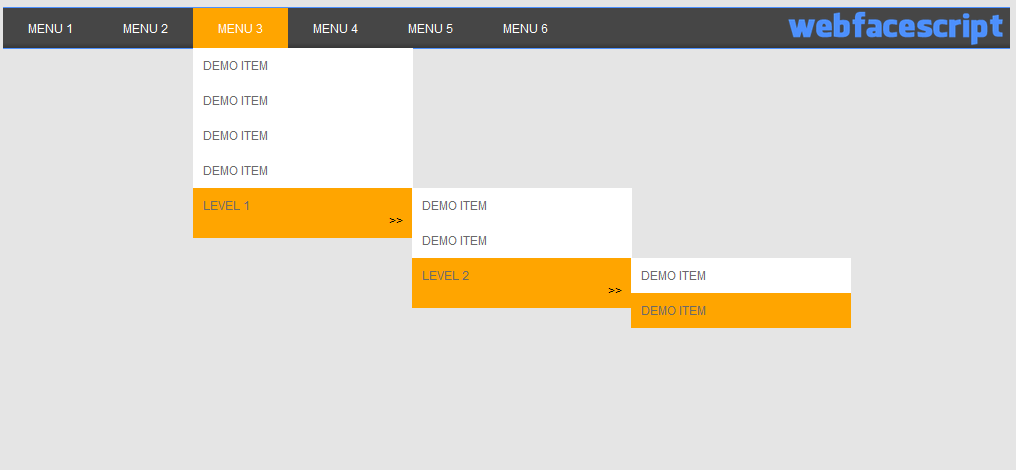 MENU 1 MENU 2 MENU 3 MENU 4 MENU 5 MENU 6 webfacescript
DEMO ITEM
DEMO ITEM
DEMO ITEM
DEMO ITEM
LEVEL 1 DEMO ITEM
>>
DEMO ITEM
LEVEL 2 DEMO ITEM
>>
DEMO ITEM